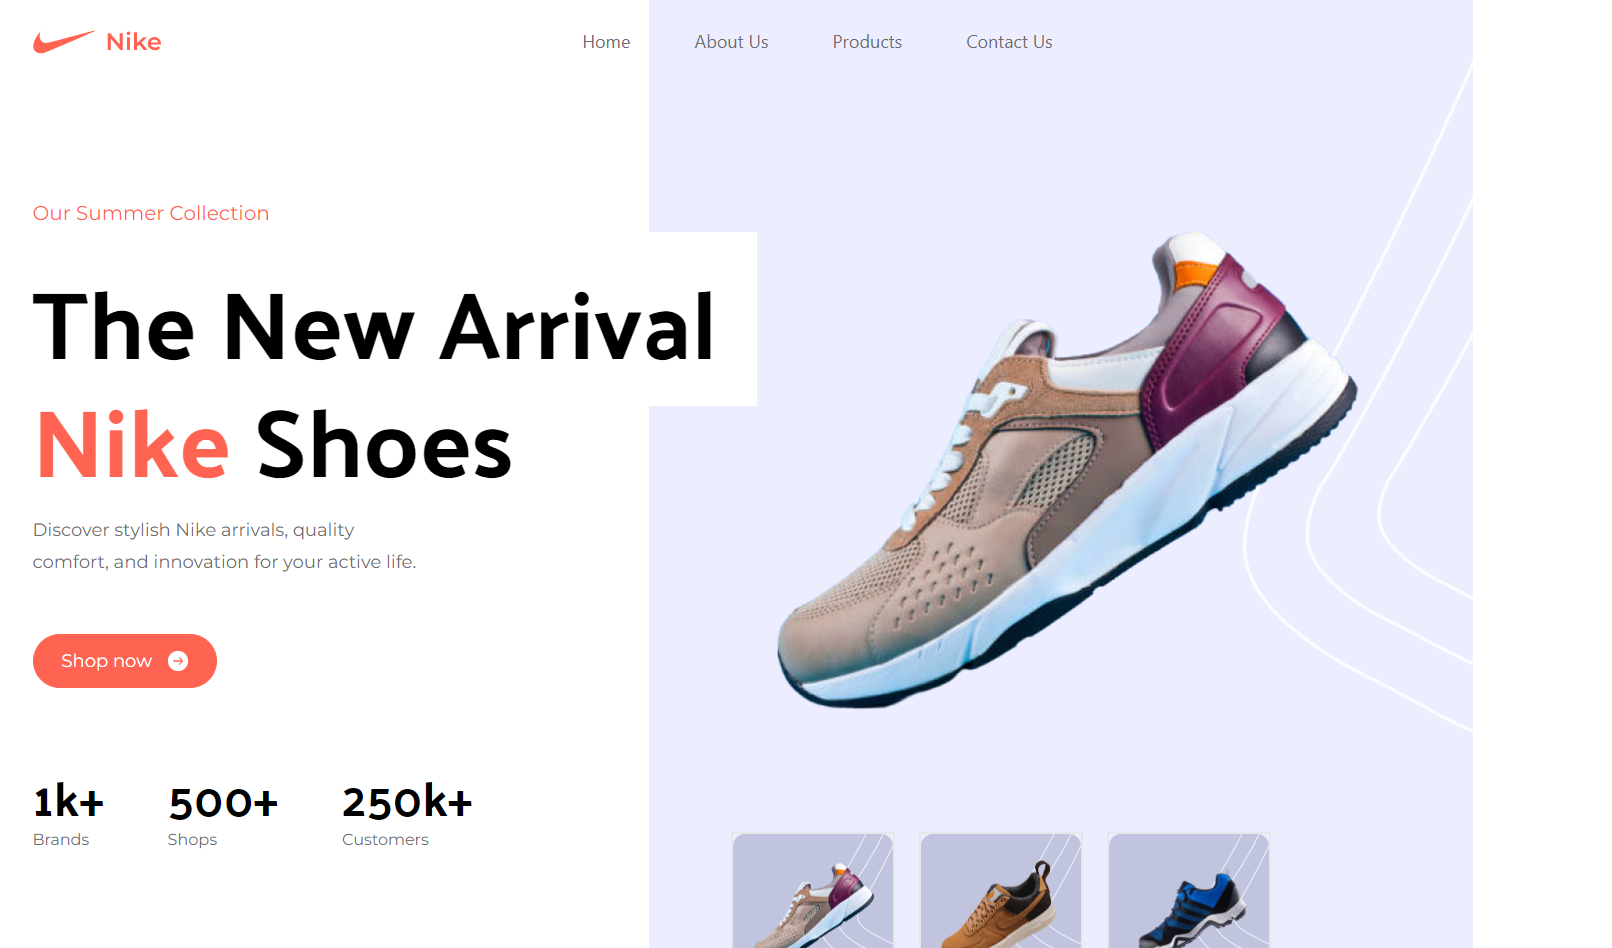 Nike
Home About Us Products Contact Us
Our Summer Collection
The New Arrival
Nike Shoes
Discover stylish Nike arrivals, quality
comfort, and innovation for your active life.
Shop now
1k+ 500+ 250k+
Brands Shops Customers